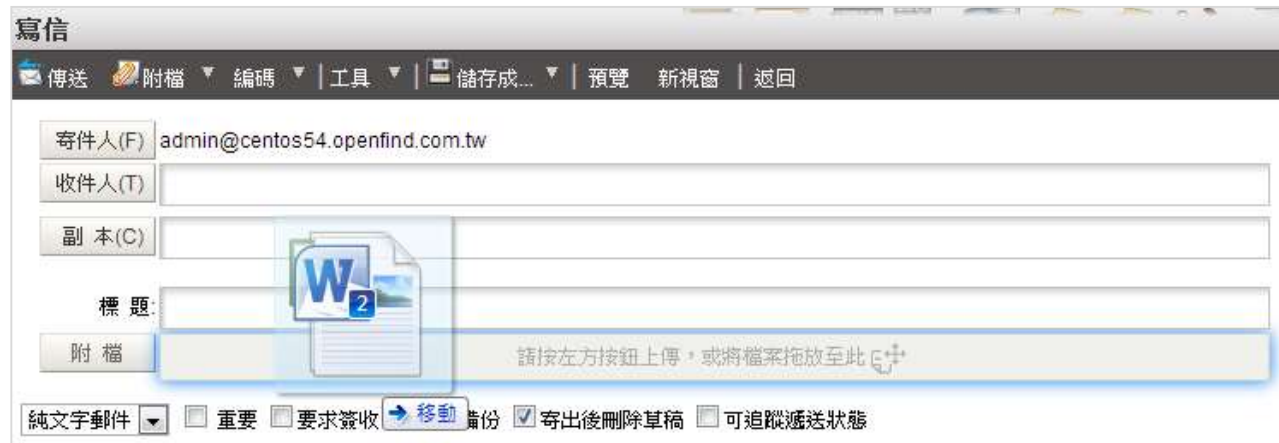 寫信
傳送 附檔 編碼 | 工具 | 儲存成... | 預覽 新視窗 | 返回
寄件人(F) admin@centos54.openfind.com.tw
收件人(T)
副 本(C)
W
2
標 題:
附 檔 請按左方按鈕上傳，或將檔案拖放至此
純文字郵件 重要 要求簽收 移動 備份 寄出後刪除草稿 可追蹤遞送狀態